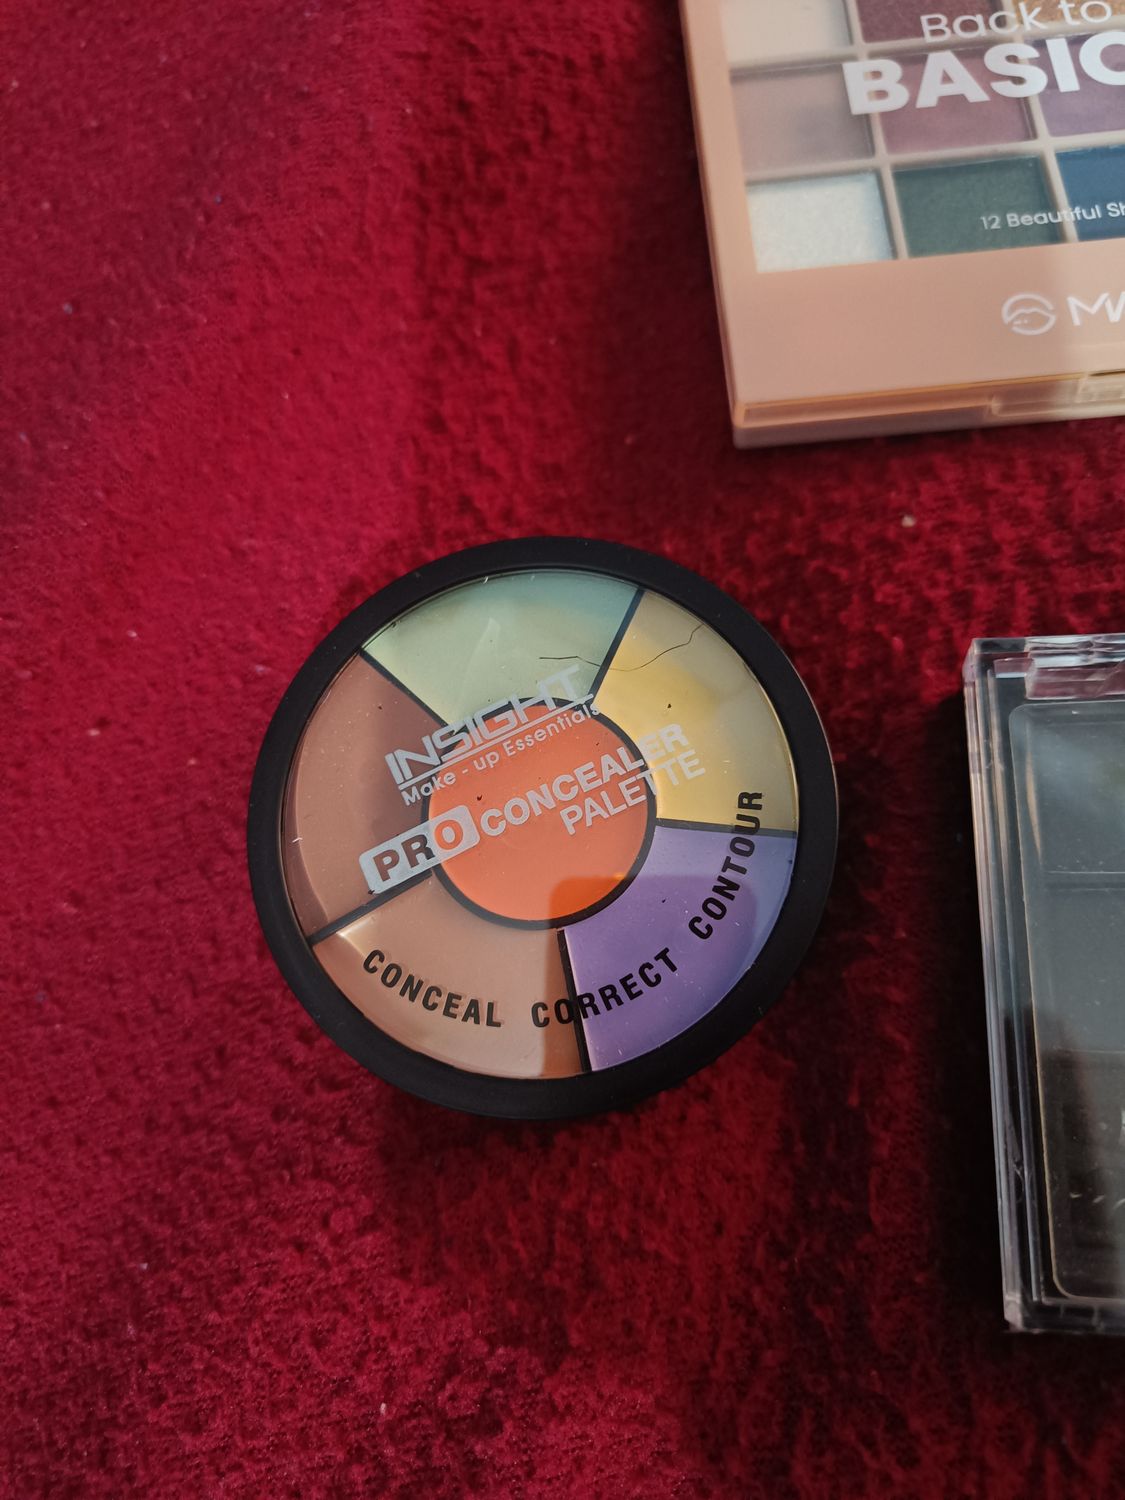 Back to
BASIC
12 Beautiful Sh
INSIGHT
Make-up Essentials
PRO CONCEALER
PALETTE
CONCEAL CORRECT CONTOUR